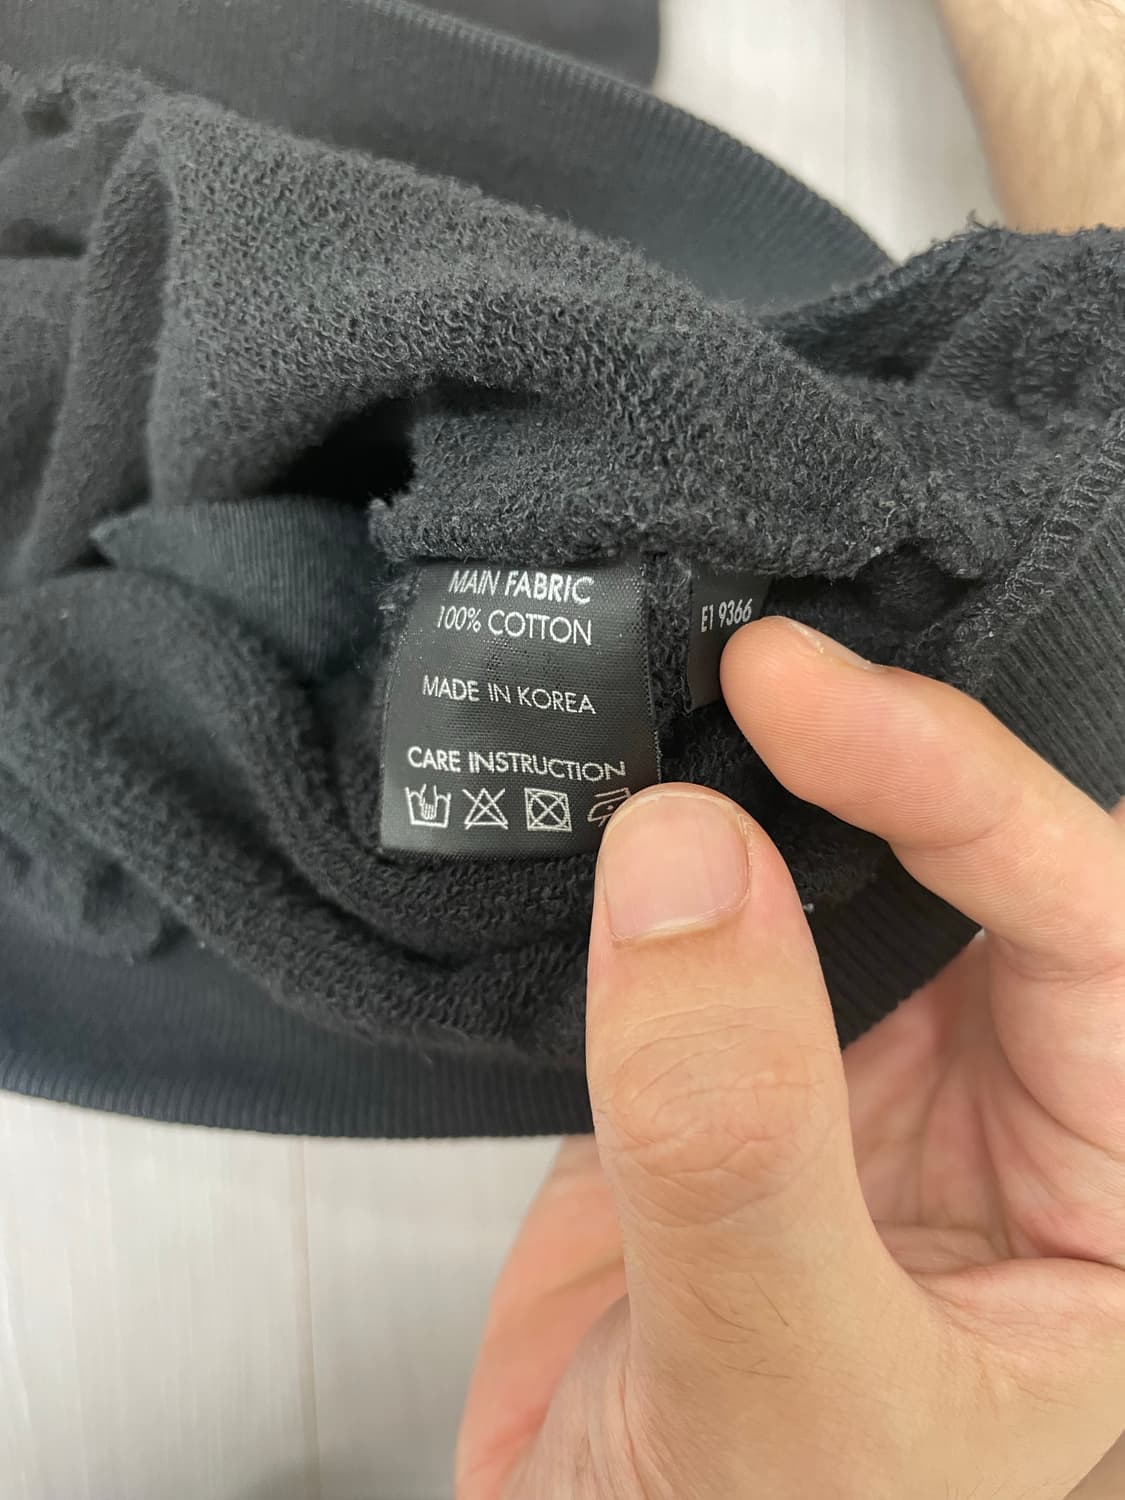 MAIN FABRIC
100% COTTON
MADE IN KOREA
CARE INSTRUCTION
E1 9366